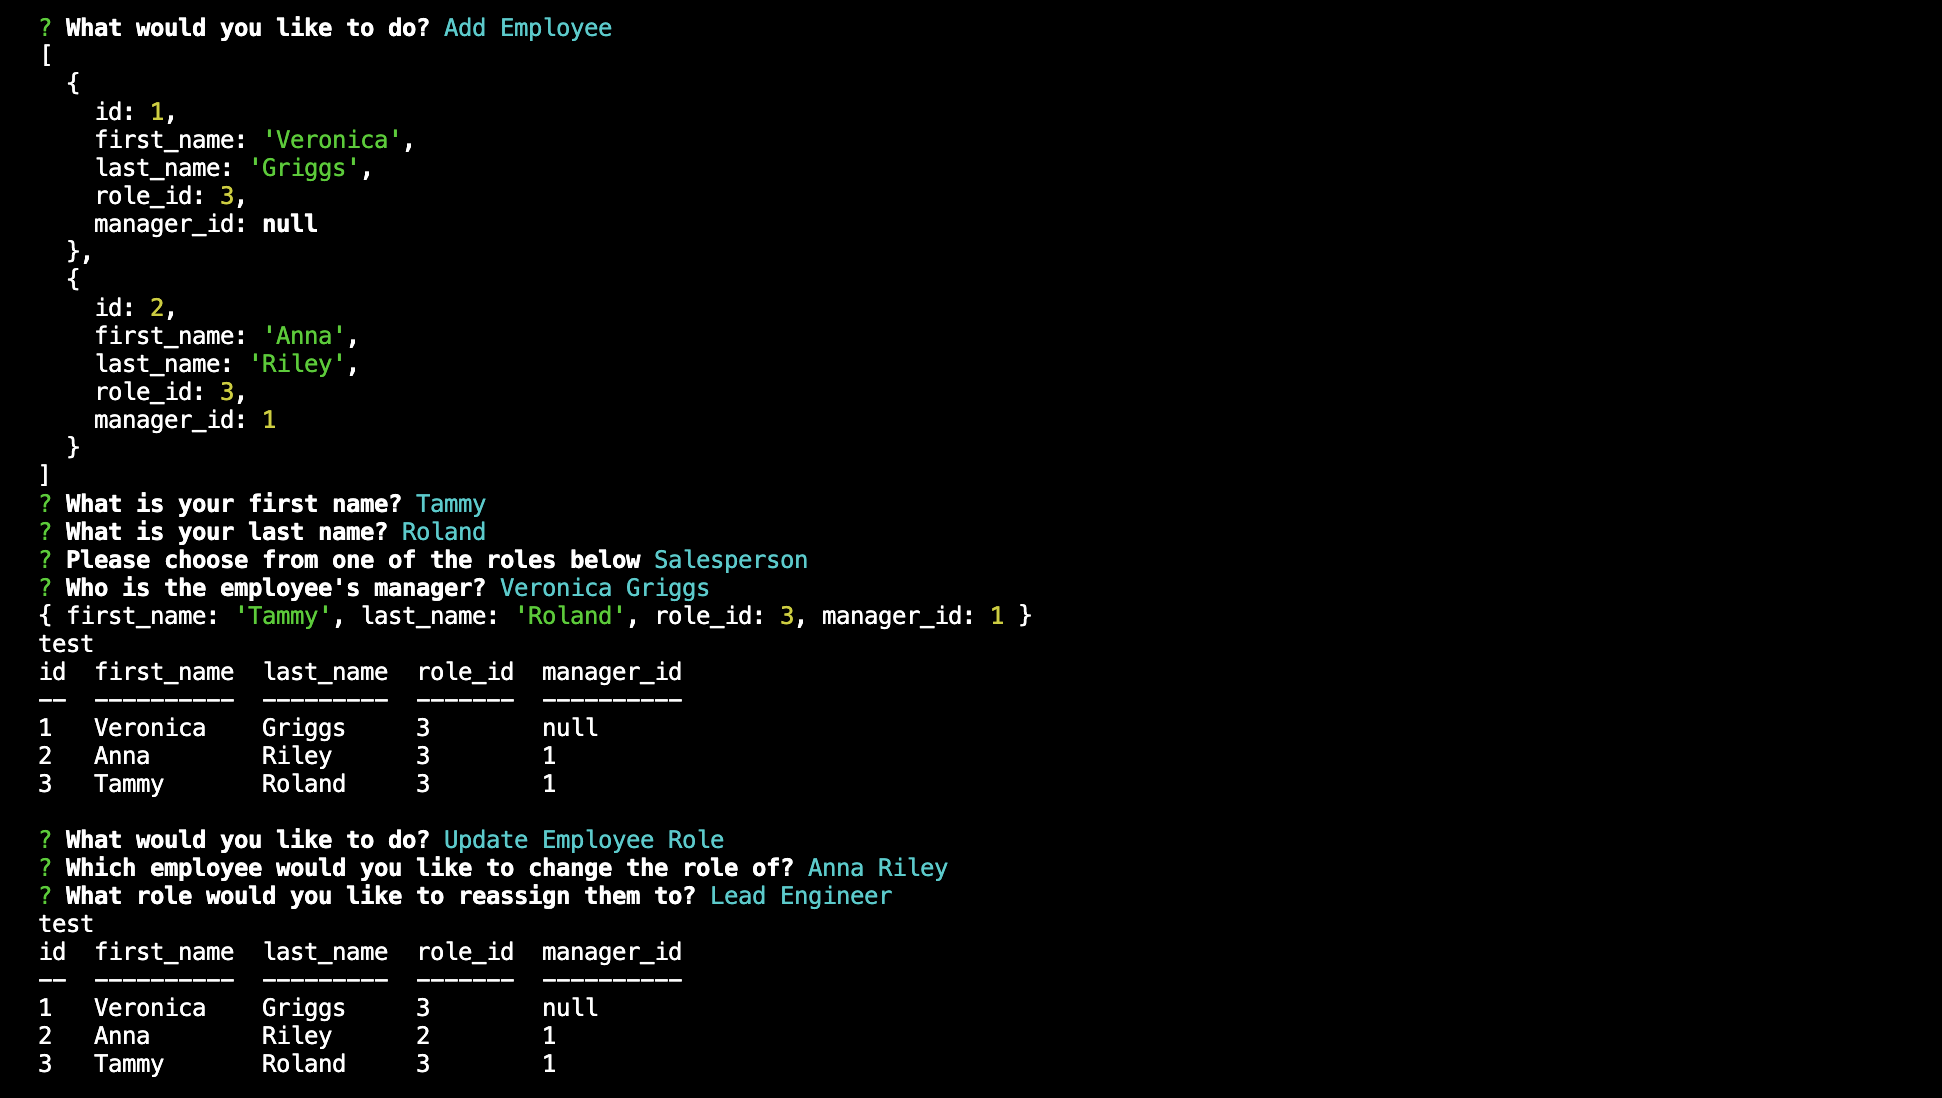 ? What would you like to do? Add Employee
[
  {
    id: 1,
    first_name: 'Veronica',
    last_name: 'Griggs',
    role_id: 3,
    manager_id: null
  },
  {
    id: 2,
    first_name: 'Anna',
    last_name: 'Riley',
    role_id: 3,
    manager_id: 1
  }
]
? What is your first name? Tammy
? What is your last name? Roland
? Please choose from one of the roles below Salesperson
? Who is the employee's manager? Veronica Griggs
{ first_name: 'Tammy', last_name: 'Roland', role_id: 3, manager_id: 1 }
test
id  first_name  last_name  role_id  manager_id
--  ----------  ---------  -------  ----------
1   Veronica    Griggs     3        null
2   Anna        Riley      3        1
3   Tammy       Roland     3        1

? What would you like to do? Update Employee Role
? Which employee would you like to change the role of? Anna Riley
? What role would you like to reassign them to? Lead Engineer
test
id  first_name  last_name  role_id  manager_id
--  ----------  ---------  -------  ----------
1   Veronica    Griggs     3        null
2   Anna        Riley      2        1
3   Tammy       Roland     3        1